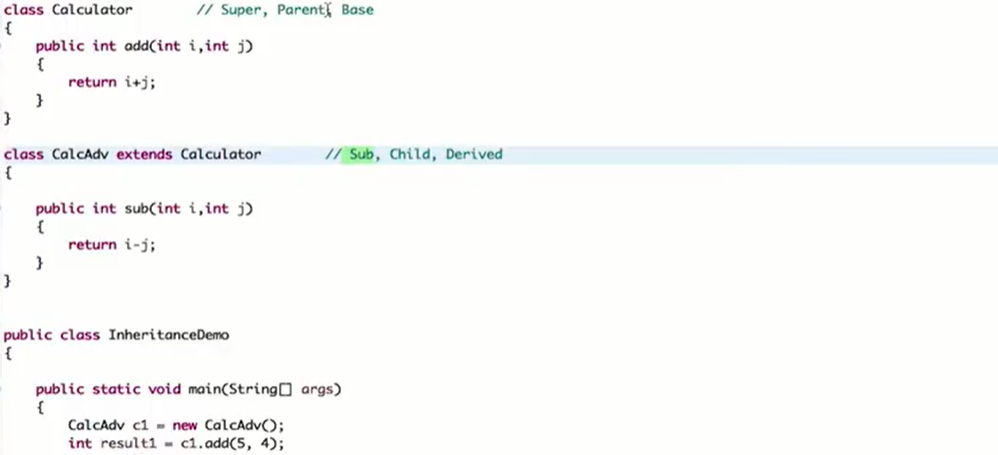 class Calculator        // Super, Parent, Base
{
    public int add(int i,int j)
    {
        return i+j;
    }
}
class CalcAdv extends Calculator        // Sub, Child, Derived
{
    public int sub(int i,int j)
    {
        return i-j;
    }
}
public class InheritanceDemo
{
    public static void main(String[] args)
    {
        CalcAdv c1 = new CalcAdv();
        int result1 = c1.add(5, 4);